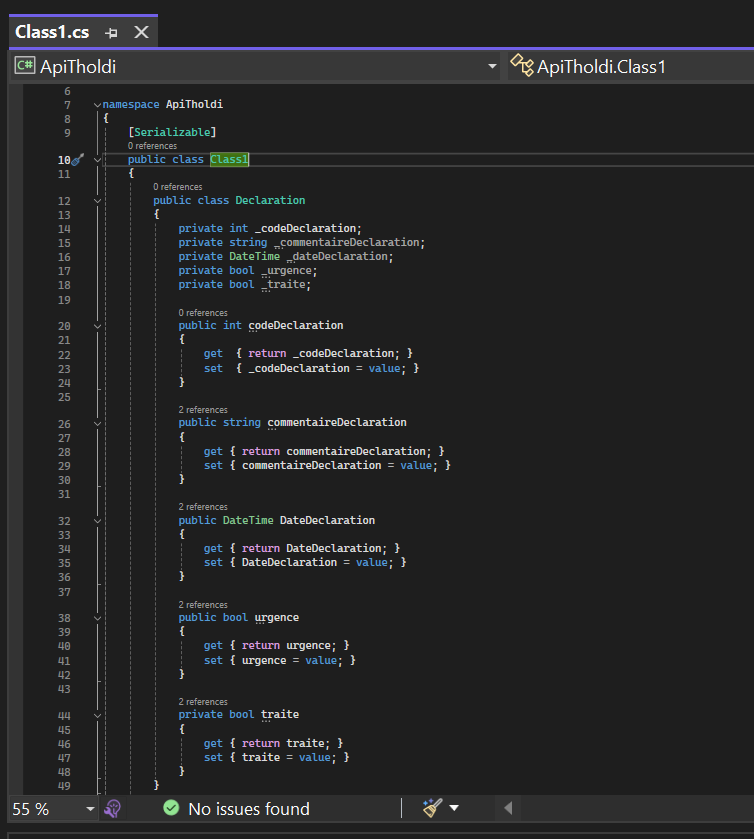 Class1.cs
C# ApiTholdi
ApiTholdi.Class1
6
7 namespace ApiTholdi
8 {
9 [Serializable]
0 references
10 public class Class1
11 {
0 references
12 public class Declaration
13 {
14 private int _codeDeclaration;
15 private string _commentaireDeclaration;
16 private DateTime _dateDeclaration;
17 private bool _urgence;
18 private bool _traite;
19
0 references
20 public int codeDeclaration
21 {
22 get { return _codeDeclaration; }
23 set { _codeDeclaration = value; }
24 }
25
2 references
26 public string commentaireDeclaration
27 {
28 get { return commentaireDeclaration; }
29 set { commentaireDeclaration = value; }
30 }
31
2 references
32 public DateTime DateDeclaration
33 {
34 get { return DateDeclaration; }
35 set { DateDeclaration = value; }
36 }
37
2 references
38 public bool urgence
39 {
40 get { return urgence; }
41 set { urgence = value; }
42 }
43
2 references
44 private bool traite
45 {
46 get { return traite; }
47 set { traite = value; }
48 }
49 }
55 % No issues found